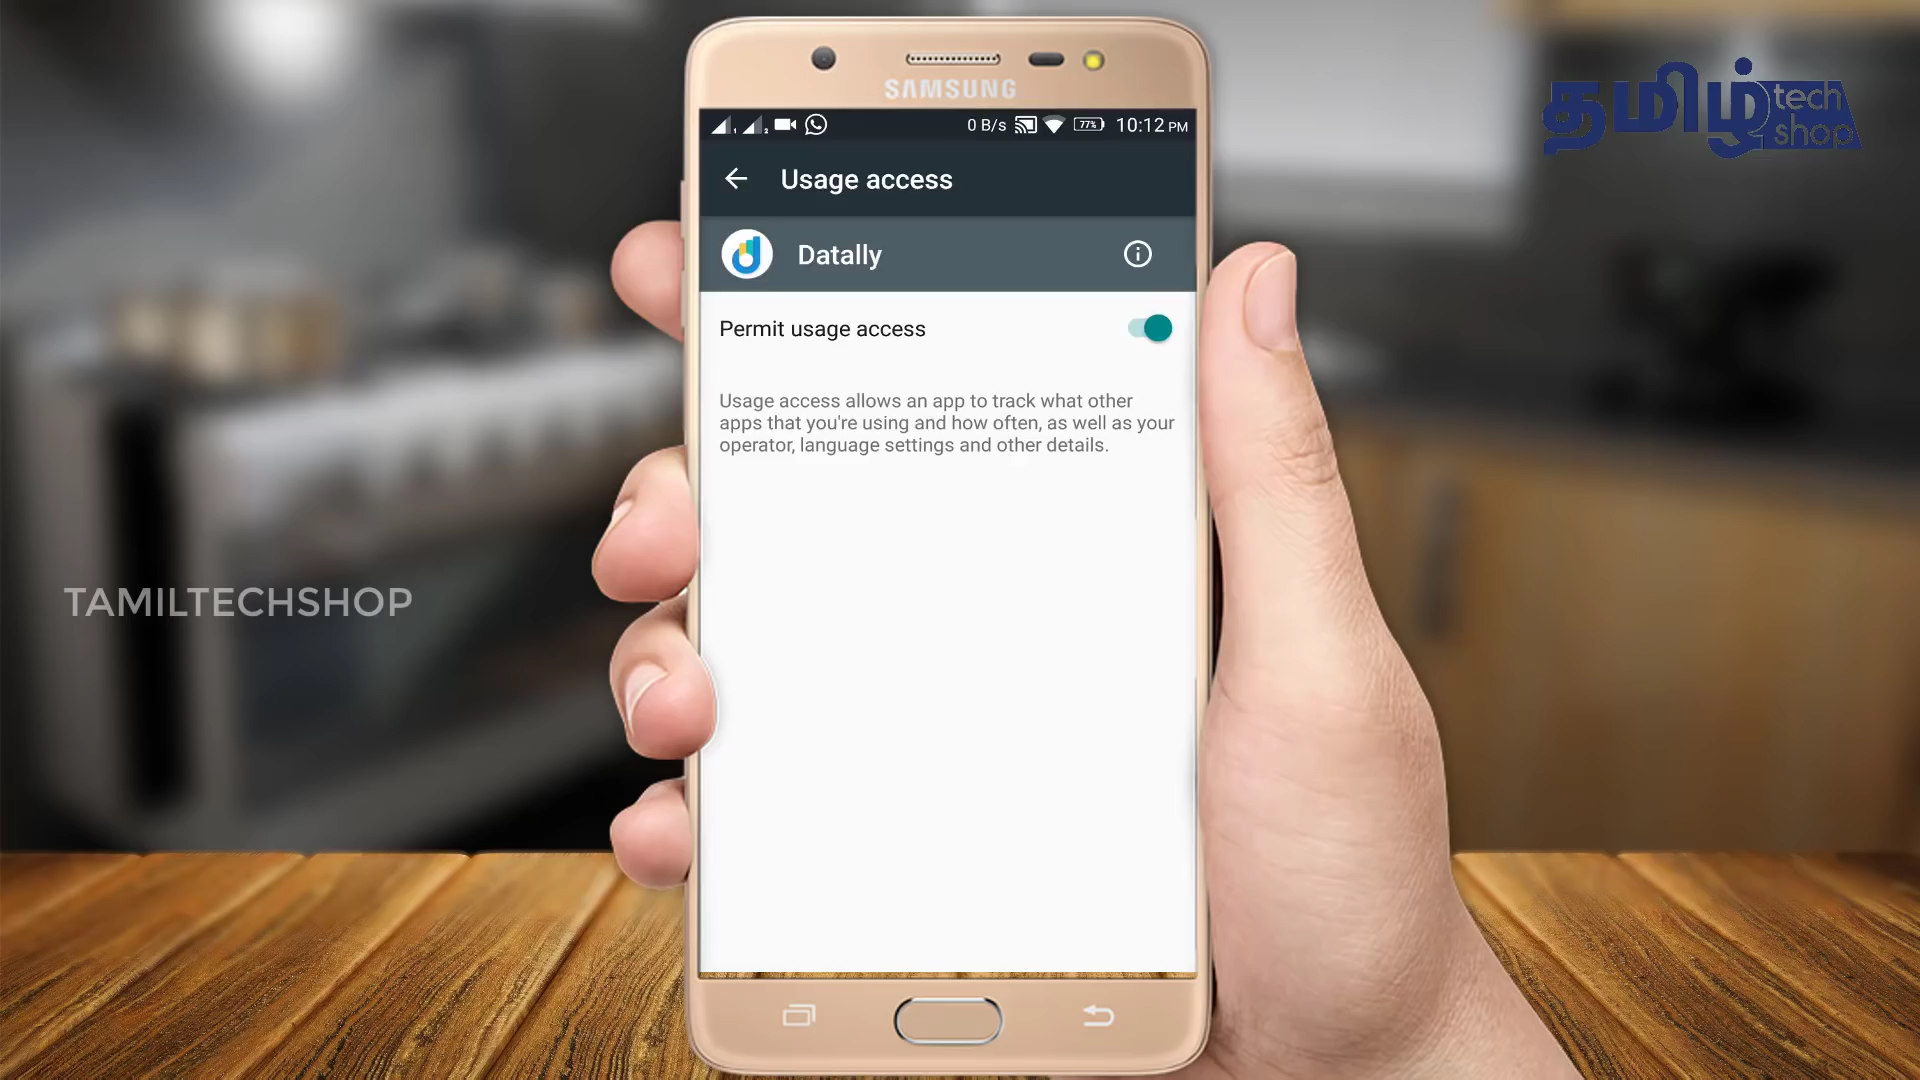 SAMSUNG
1 2 0 B/s 77% 10:12 PM
Usage access
Datally
Permit usage access
Usage access allows an app to track what other
apps that you're using and how often, as well as your
operator, language settings and other details.
தமிழ் tech
shop
TAMILTECHSHOP